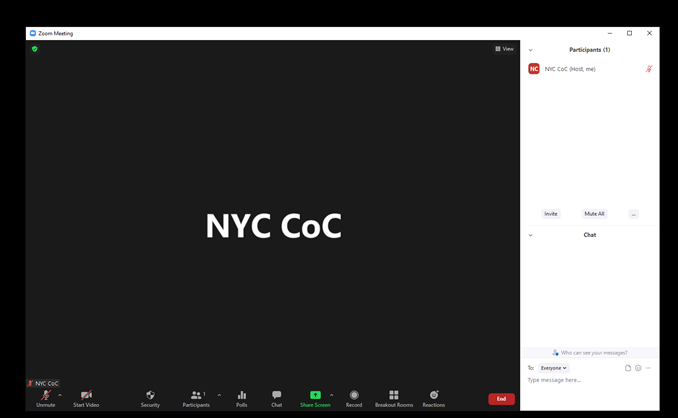 Zoom Meeting
View
NYC CoC
NYC CoC
Unmute
Start Video
Security
Participants
1
Polls
Chat
Share Screen
Record
Breakout Rooms
Reactions
End
Participants (1)
NC
NYC CoC (Host, me)
Invite
Mute All
...
Chat
Who can see your messages?
To: Everyone
Type message here...